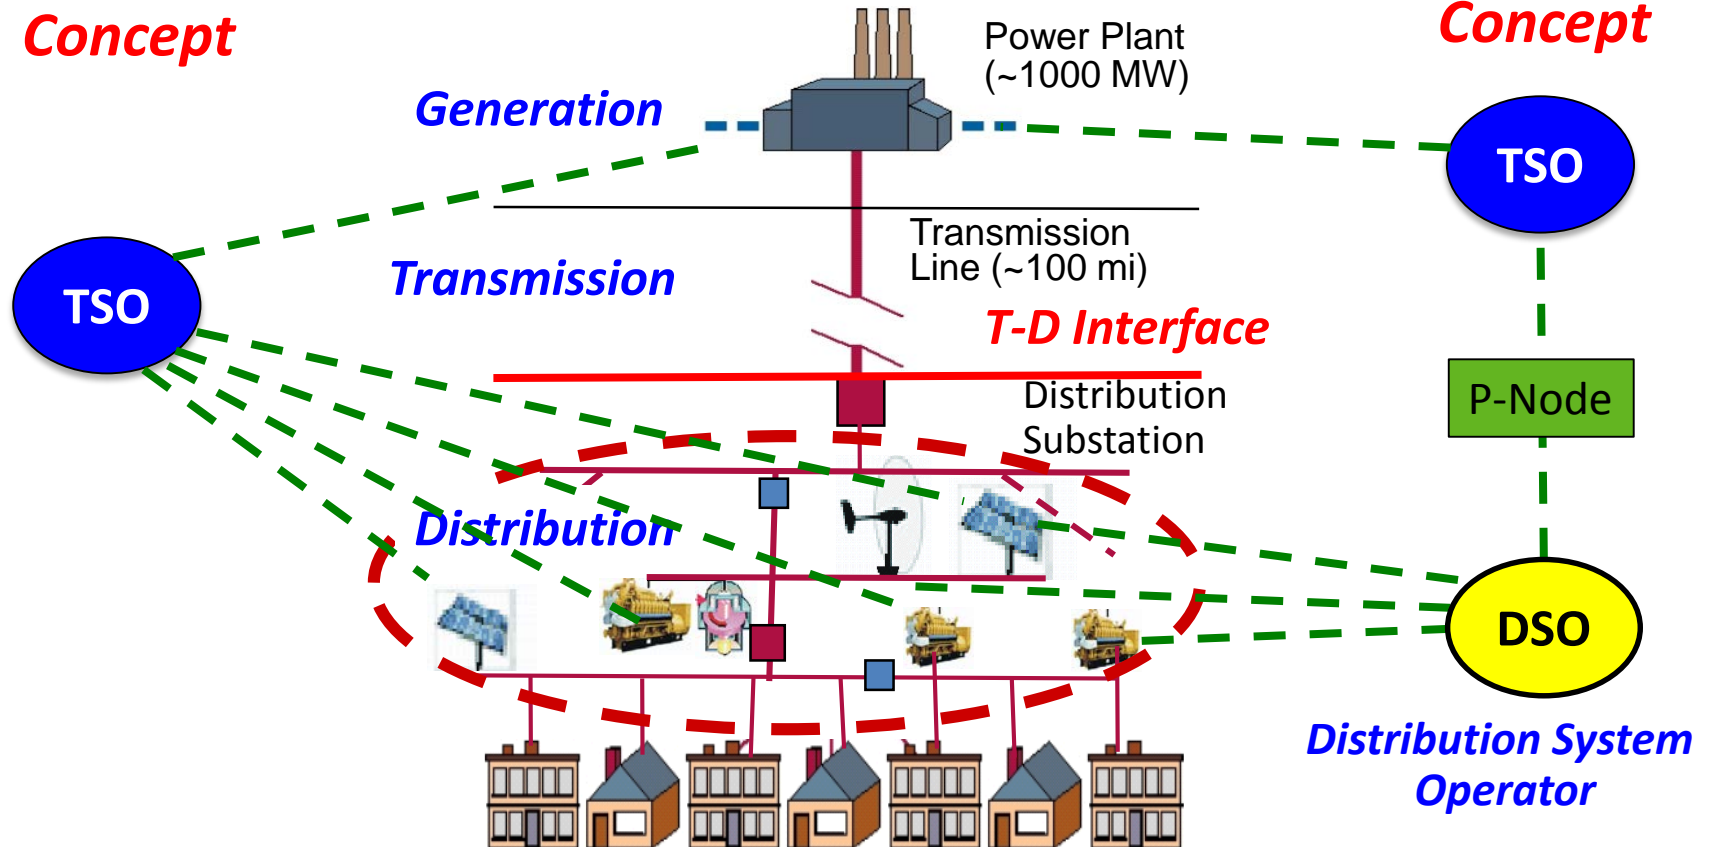 Concept
Concept
Power Plant
(~1000 MW)
Generation
TSO
Transmission
Line (~100 mi)
Transmission
TSO
T-D Interface
Distribution
Substation
P-Node
Distribution
DSO
Distribution System
Operator